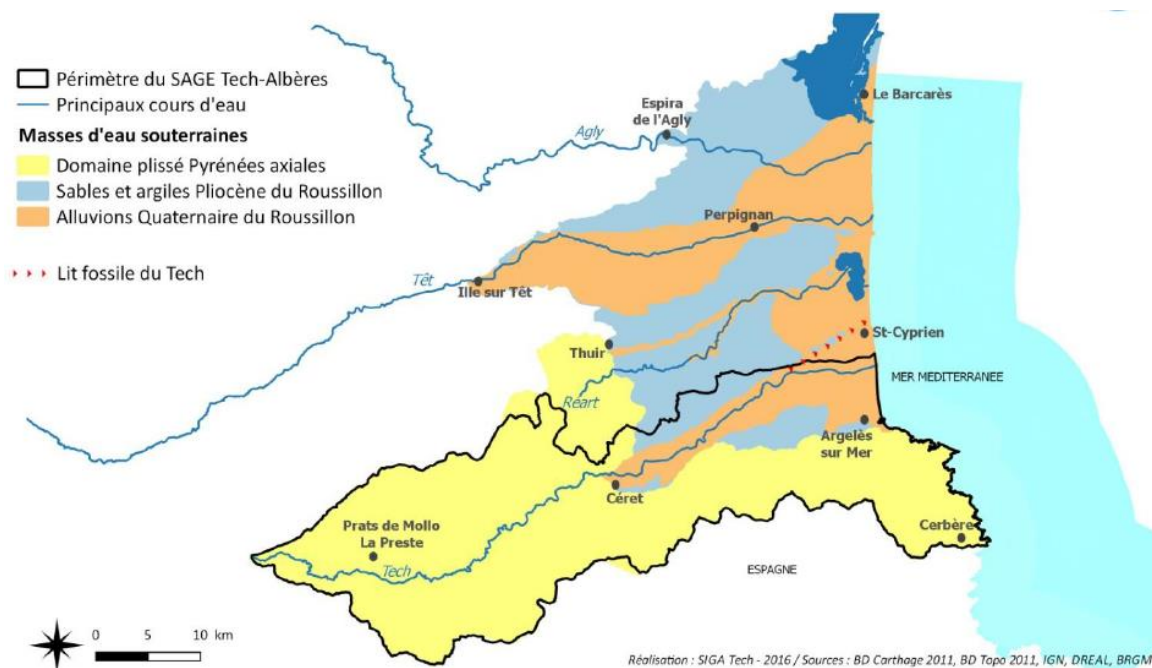 Périmètre du SAGE Tech-Albères
Principaux cours d'eau
Masses d'eau souterraines
Domaine plissé Pyrénées axiales
Sables et argiles Pliocène du Roussillon
Alluvions Quaternaire du Roussillon
Lit fossile du Tech
Le Barcarès
Espira
de l'Agly
Agly
Perpignan
Têt
Ille sur Têt
St-Cyprien
Thuir
MER MEDITERRANEE
Réart
Argelès
sur Mer
Céret
Cerbère
Prats de Mollo
La Preste
Tech
ESPAGNE
0 5 10 km
Réalisation : SIGA Tech - 2016 / Sources : BD Carthage 2011, BD Topo 2011, IGN, DREAL, BRGM